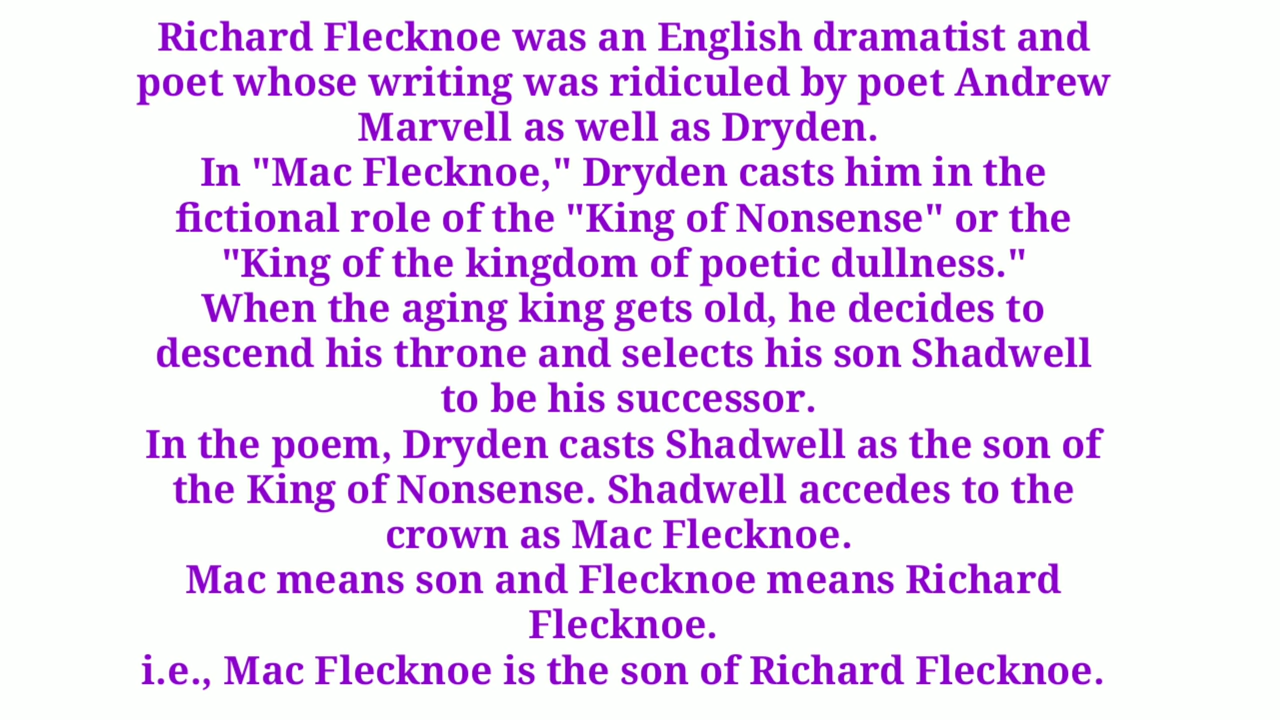 Richard Flecknoe was an English dramatist and
poet whose writing was ridiculed by poet Andrew
Marvell as well as Dryden.
In "Mac Flecknoe," Dryden casts him in the
fictional role of the "King of Nonsense" or the
"King of the kingdom of poetic dullness."
When the aging king gets old, he decides to
descend his throne and selects his son Shadwell
to be his successor.
In the poem, Dryden casts Shadwell as the son of
the King of Nonsense. Shadwell accedes to the
crown as Mac Flecknoe.
Mac means son and Flecknoe means Richard
Flecknoe.
i.e., Mac Flecknoe is the son of Richard Flecknoe.